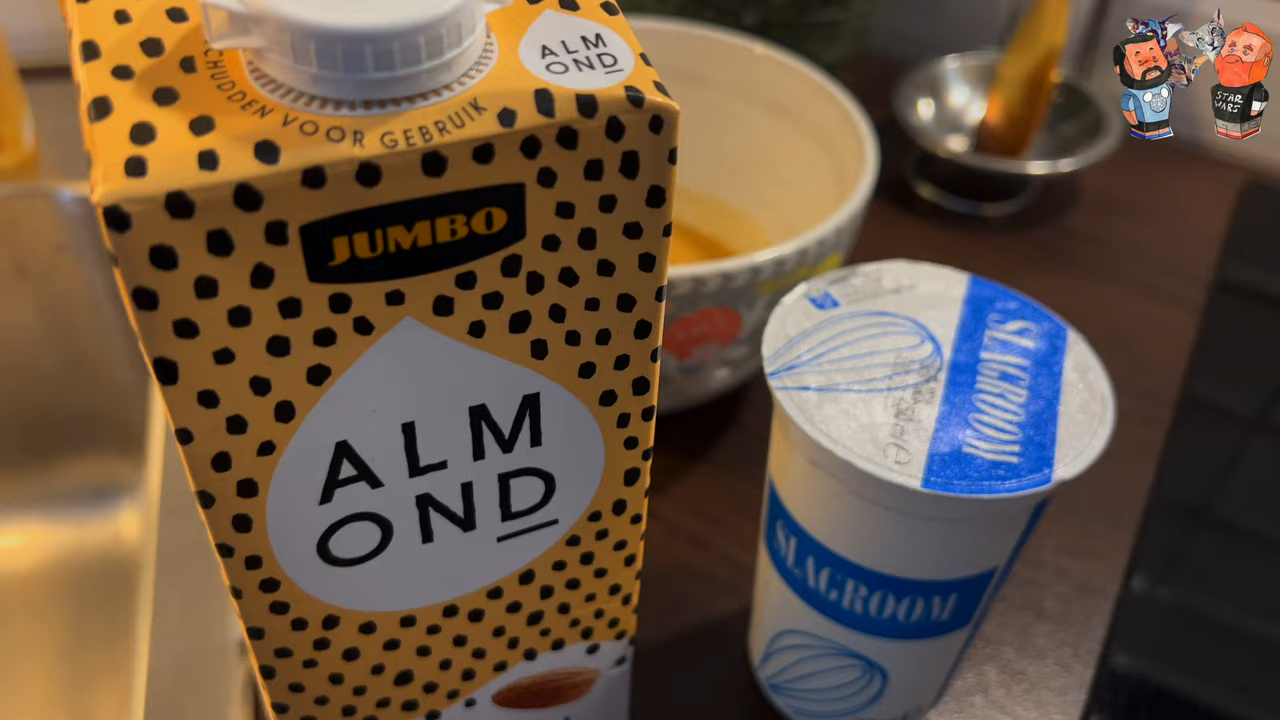 ALM
OND
SCHUDDEN VOOR GEBRUIK
JUMBO
ALM
OND
SLAGROOM
SLAGROOM
STAR
WARS